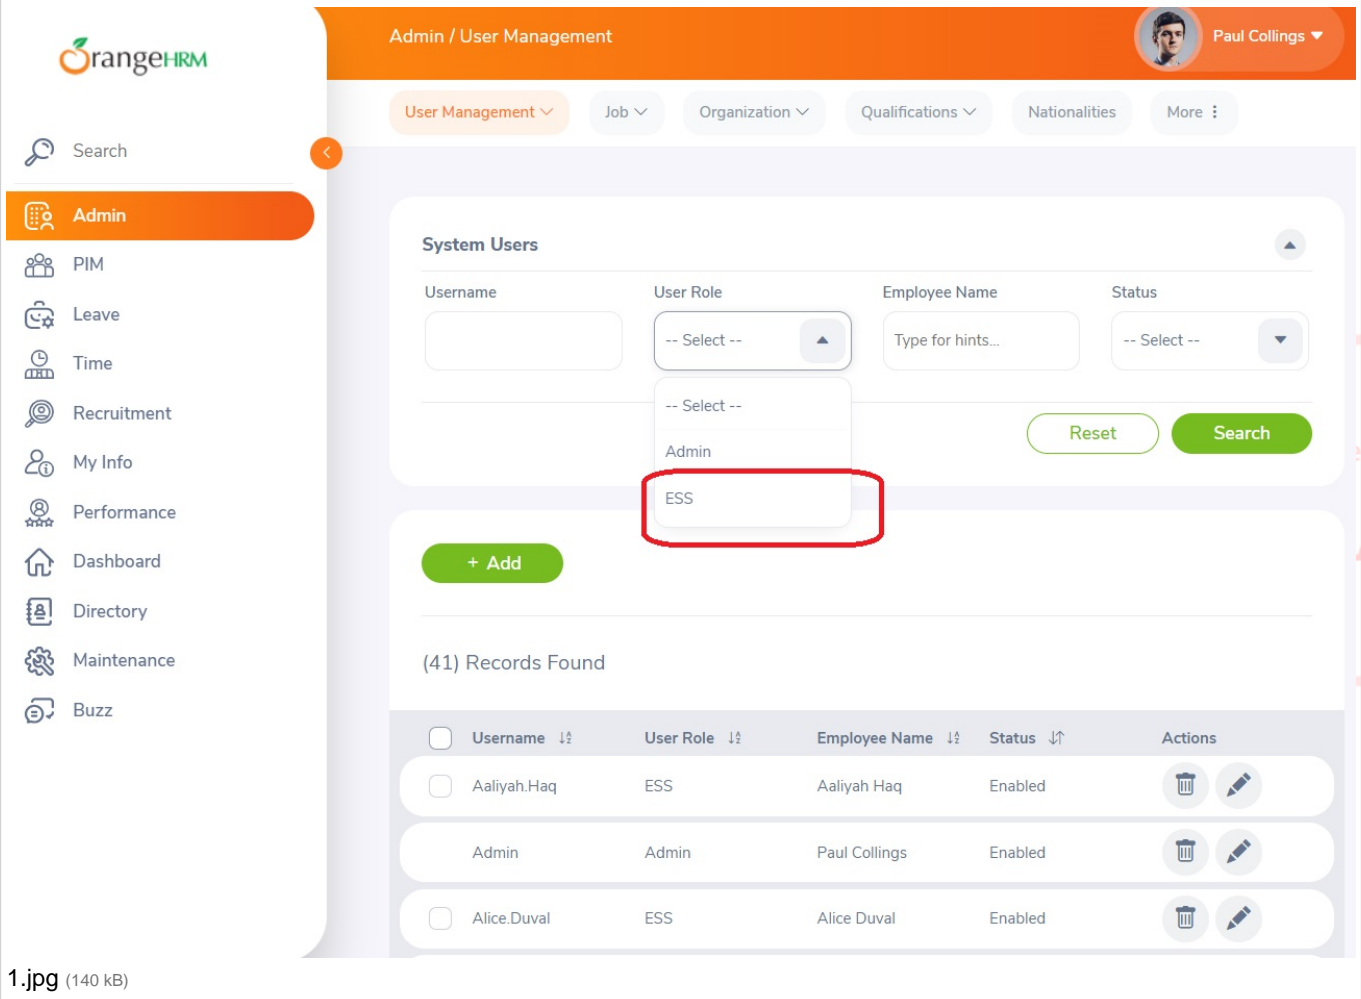 OrangeHRM
Admin / User Management
Paul Collings
User Management
Job
Organization
Qualifications
Nationalities
More
Search
Admin
PIM
Leave
Time
Recruitment
My Info
Performance
Dashboard
Directory
Maintenance
Buzz
System Users
Username
User Role
Employee Name
Status
-- Select --
Type for hints...
-- Select --
-- Select --
Admin
ESS
Reset
Search
+ Add
(41) Records Found
Username User Role Employee Name Status Actions
Aaliyah.Haq ESS Aaliyah Haq Enabled
Admin Admin Paul Collings Enabled
Alice.Duval ESS Alice Duval Enabled
1.jpg (140 kB)